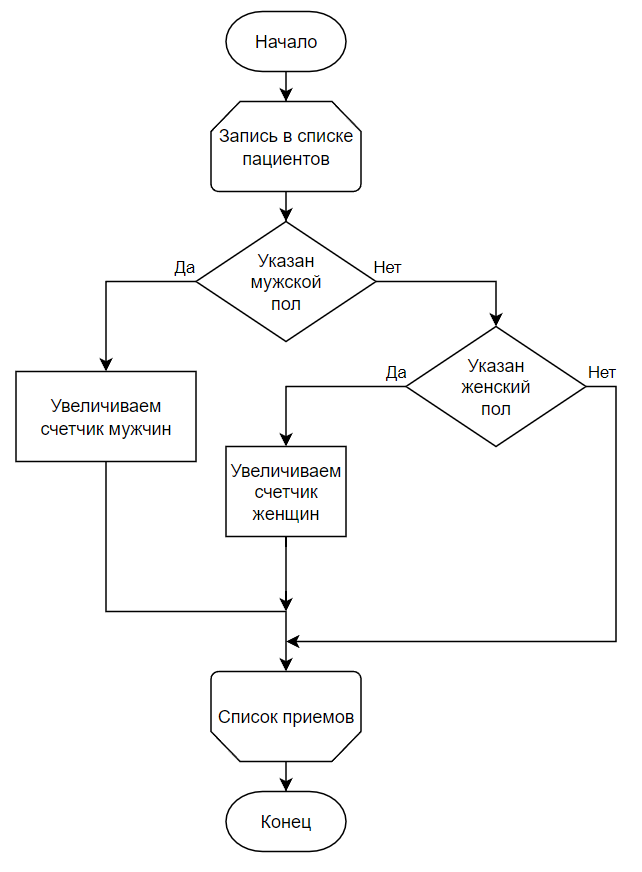 Начало
Запись в списке
пациентов
Да
Указан
мужской
пол
Нет
Да
Указан
женский
пол
Нет
Увеличиваем
счетчик мужчин
Увеличиваем
счетчик
женщин
Список приемов
Конец